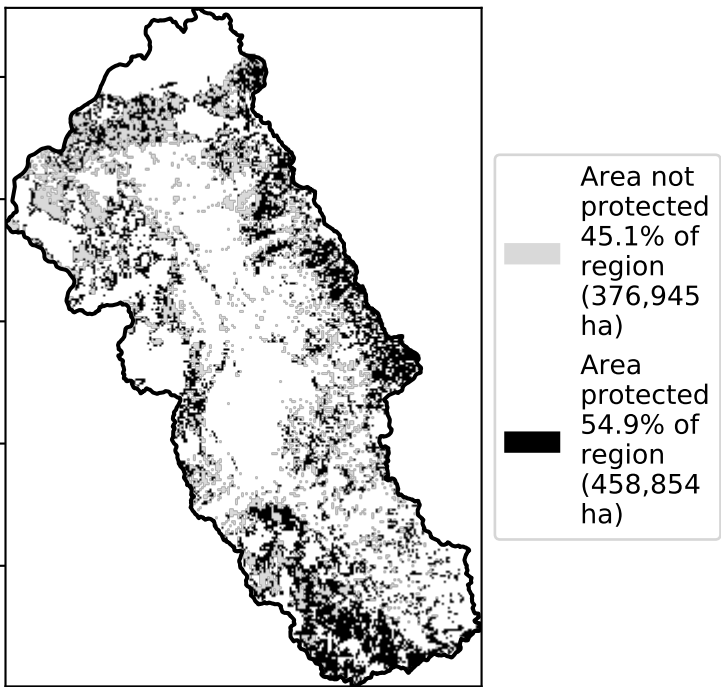 Area not
protected
45.1% of
region
(376,945
ha)
Area
protected
54.9% of
region
(458,854
ha)